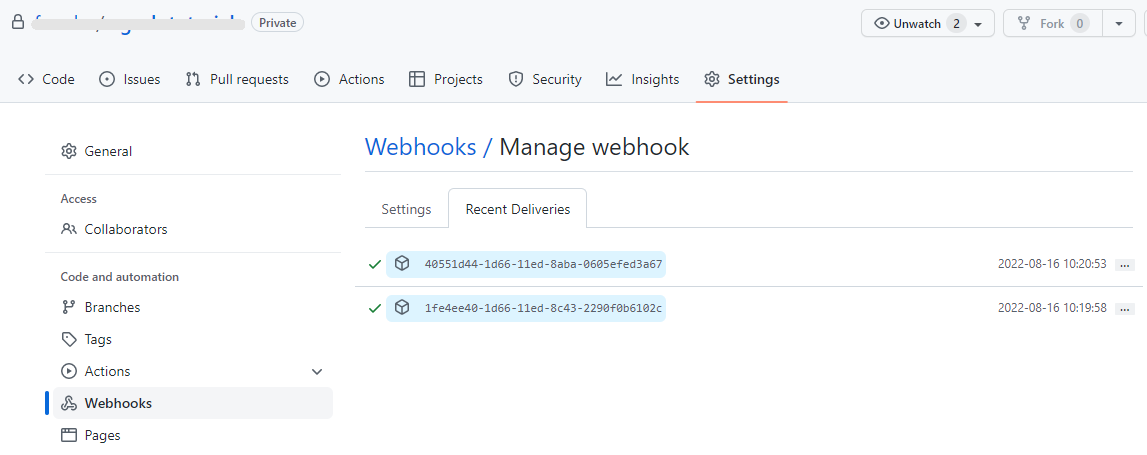 Private
Unwatch 2
Fork 0
Code Issues Pull requests Actions Projects Security Insights Settings
General
Access
Collaborators
Code and automation
Branches
Tags
Actions
Webhooks
Pages
Webhooks / Manage webhook
Settings Recent Deliveries
40551d44-1d66-11ed-8aba-0605efed3a67 2022-08-16 10:20:53 ...
1fe4ee40-1d66-11ed-8c43-2290f0b6102c 2022-08-16 10:19:58 ...